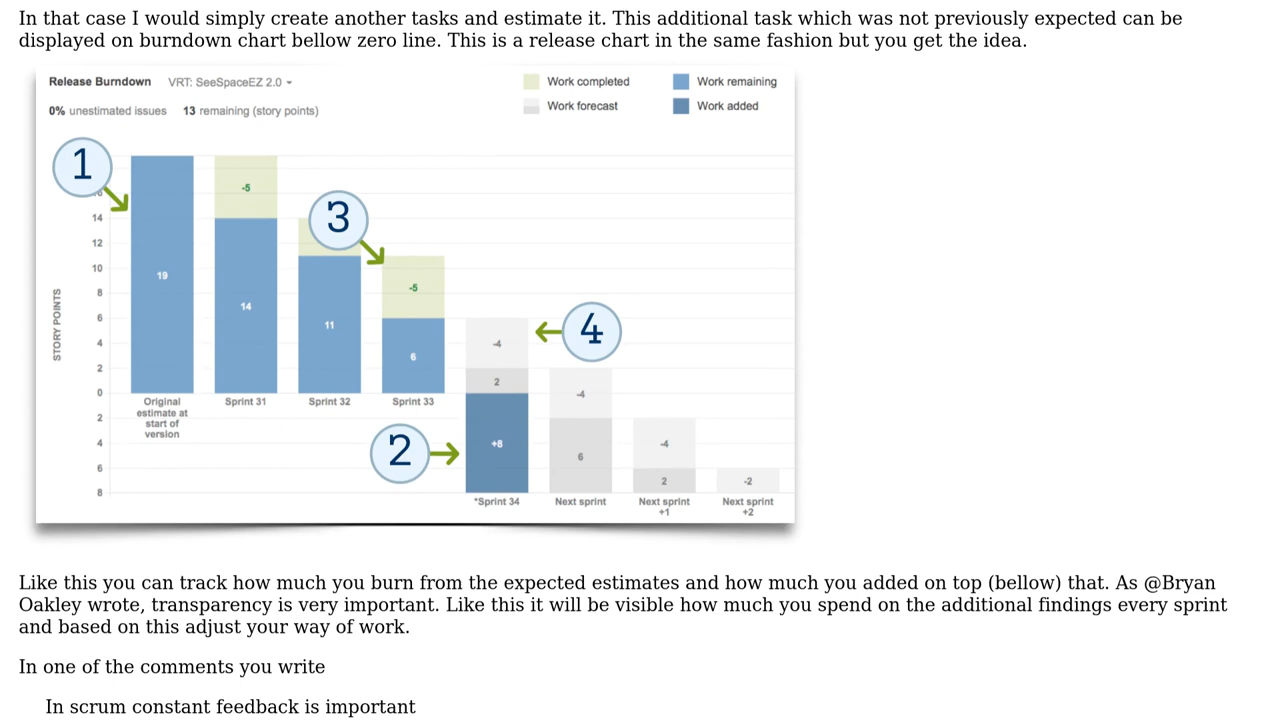 In that case I would simply create another tasks and estimate it. This additional task which was not previously expected can be
displayed on burndown chart bellow zero line. This is a release chart in the same fashion but you get the idea.
Release Burndown VRT: SeeSpaceEZ 2.0
Work completed Work remaining
0% unestimated issues 13 remaining (story points)
Work forecast Work added
1
-5
3
14
12
10
19
-5
8
14
6
11
4
STORY POINTS
4
-4
6
2
2
0
-4
Original
estimate at
start of
version
Sprint 31
Sprint 32
Sprint 33
2
4
2
+8
-4
6
6
2
-2
8
*Sprint 34
Next sprint
Next sprint
+1
Next sprint
+2
Like this you can track how much you burn from the expected estimates and how much you added on top (bellow) that. As @Bryan
Oakley wrote, transparency is very important. Like this it will be visible how much you spend on the additional findings every sprint
and based on this adjust your way of work.
In one of the comments you write
In scrum constant feedback is important